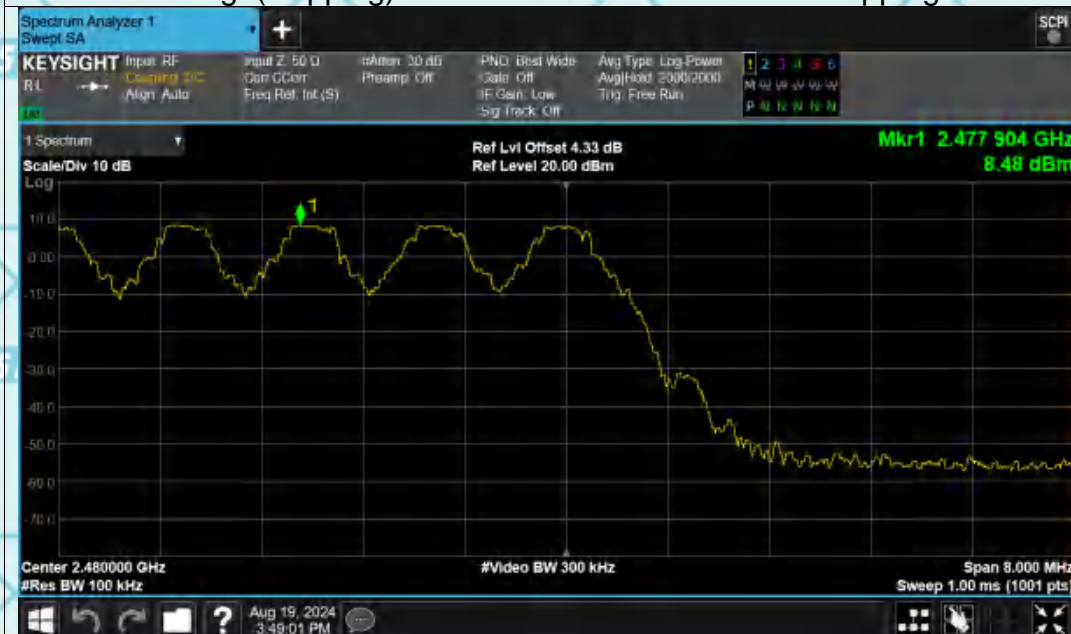 Spectrum Analyzer 1
Swept SA
+
SCPI
KEYSIGHT
Input: RF
Coupling: DC
Align: Auto
Input Z: 50 Ω
Corr CCorr
Freq Ref: Int (S)
#Atten: 30 dB
Preamp: Off
PNO: Best Wide
Gate: Off
IF Gain: Low
Sig Track: Off
Avg Type: Log-Power
Avg|Hold: 2000/2000
Trig: Free Run
1 2 3 4 5 6
M W W W W W
P N N N N N
1 Spectrum
Scale/Div 10 dB
Log
Ref Lvl Offset 4.33 dB
Ref Level 20.00 dBm
Mkr1 2.477 904 GHz
8.48 dBm
1
10.0
0.00
-10.0
-20.0
-30.0
-40.0
-50.0
-60.0
-70.0
Center 2.480000 GHz
#Res BW 100 kHz
#Video BW 300 kHz
Span 8.000 MHz
Sweep 1.00 ms (1001 pts)
?
Aug 19, 2024
3:49:01 PM